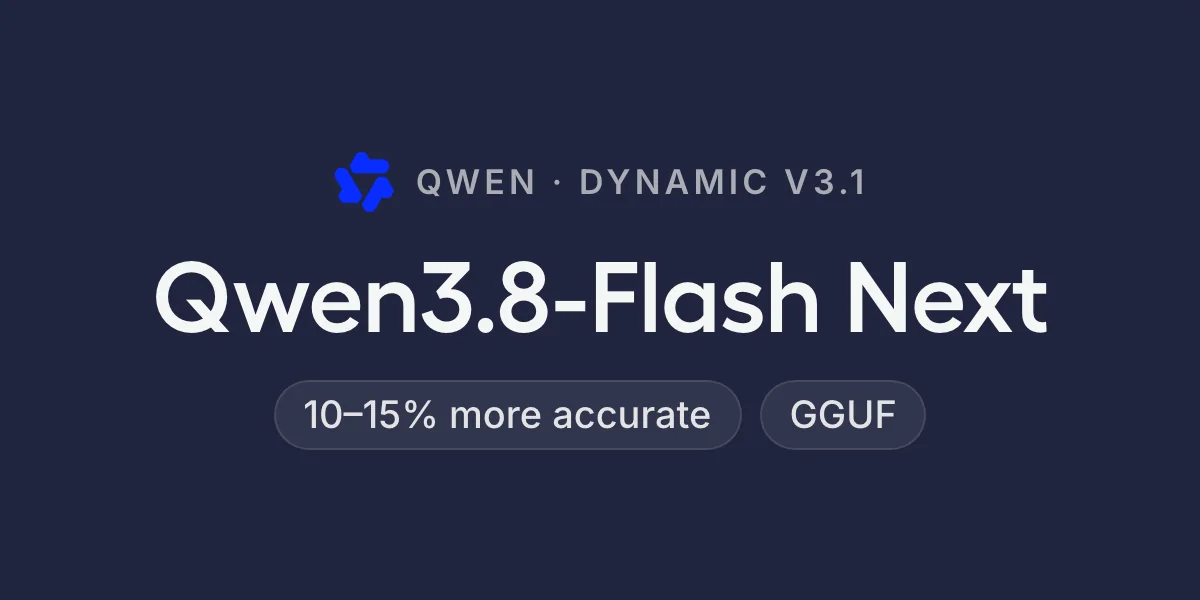 QWEN · DYNAMIC V3.1
Qwen3.8-Flash Next
10–15% more accurate
GGUF